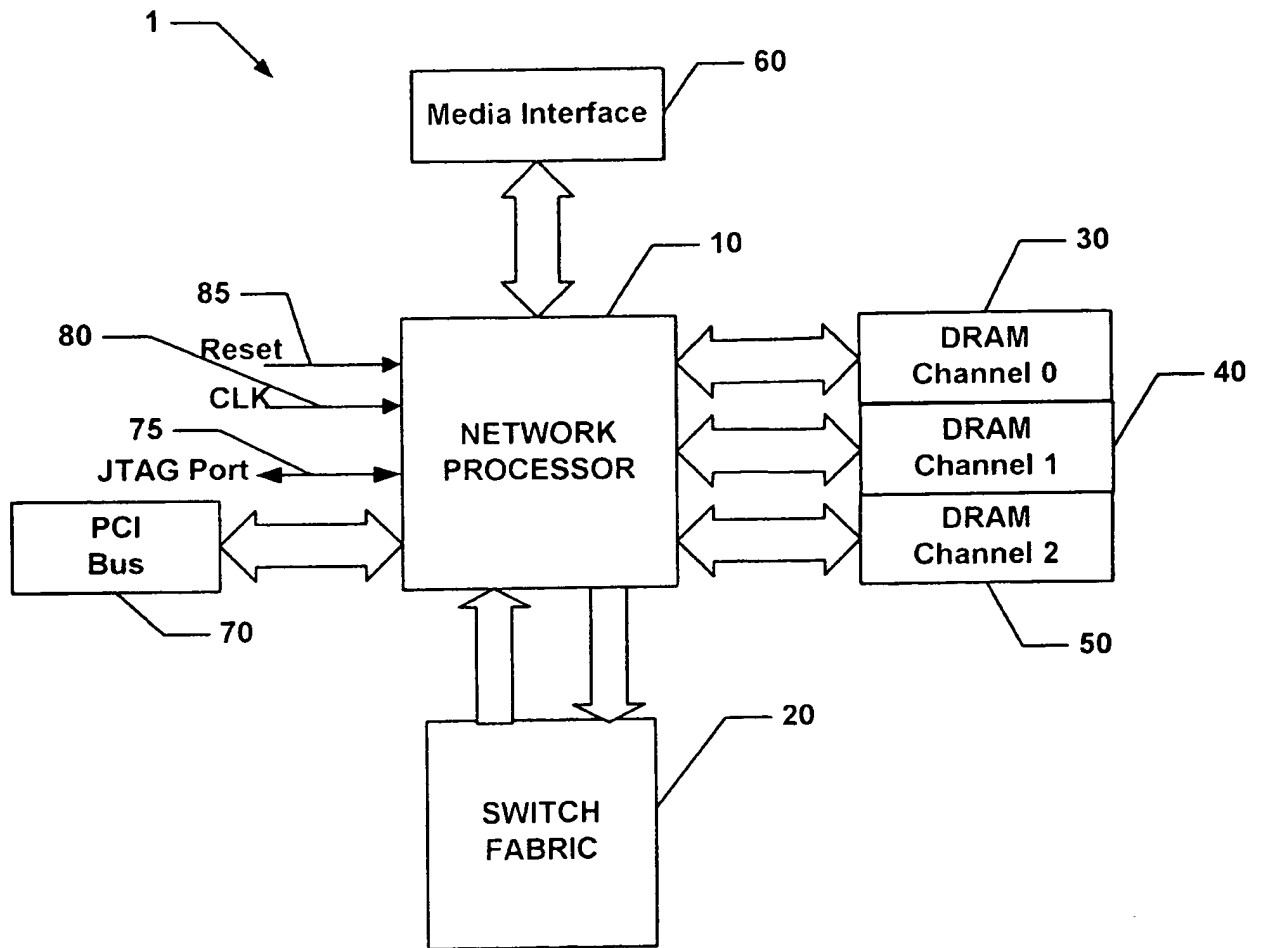 1
60
Media Interface
10
30
85
80
Reset
DRAM
Channel 0
40
CLK
75
NETWORK
PROCESSOR
DRAM
Channel 1
JTAG Port
PCI
Bus
DRAM
Channel 2
70
50
20
SWITCH
FABRIC